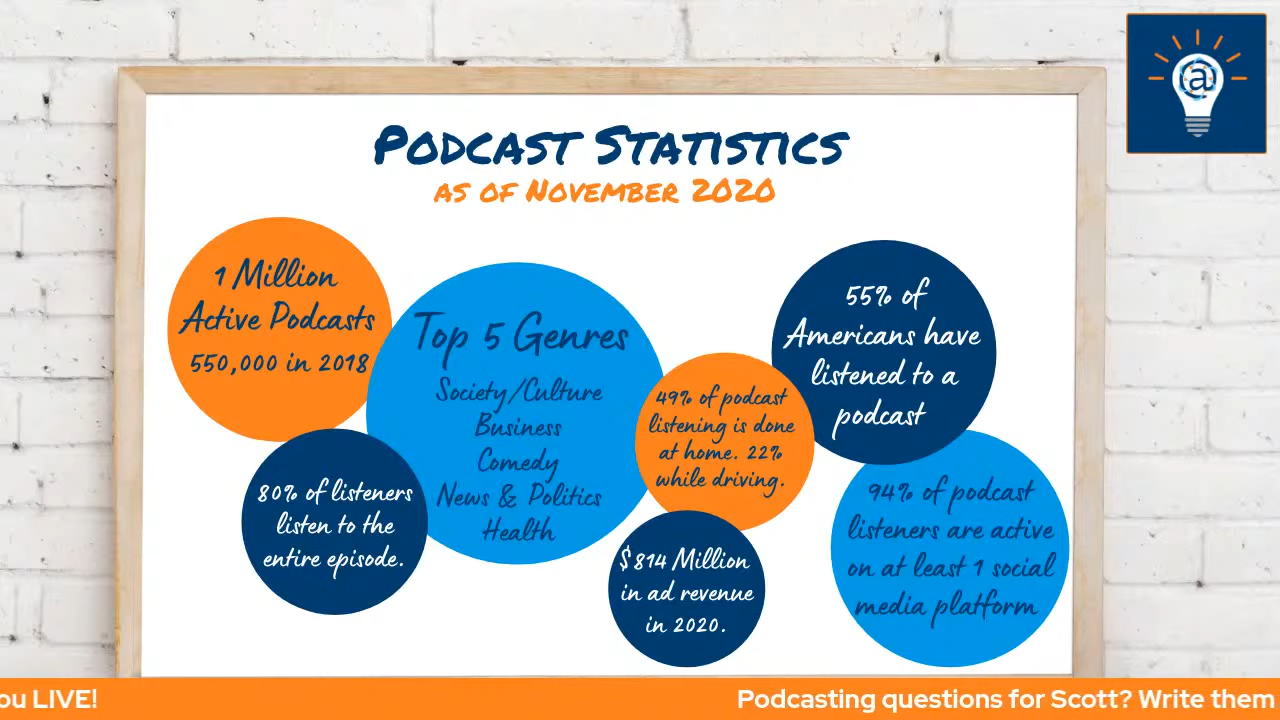 @
Podcast Statistics
as of November 2020
1 Million
Active Podcasts
550,000 in 2018
Top 5 Genres
Society/Culture
Business
Comedy
News & Politics
Health
80% of listeners
listen to the
entire episode.
49% of podcast
listening is done
at home. 22%
while driving.
$814 Million
in ad revenue
in 2020.
55% of
Americans have
listened to a
podcast
94% of podcast
listeners are active
on at least 1 social
media platform
ou LIVE!
Podcasting questions for Scott? Write them